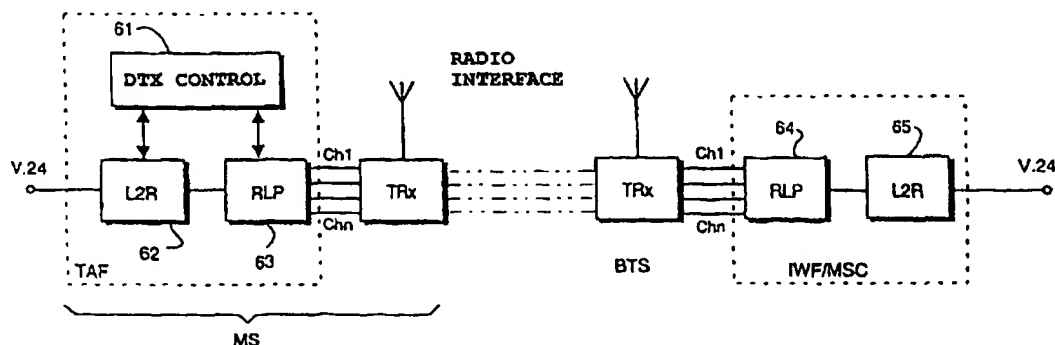 61
DTX CONTROL
RADIO
INTERFACE
V.24
L2R
RLP
Ch1
Chn
TRx
62
63
TAF
MS
TRx
BTS
Ch1
Chn
64
65
RLP
L2R
V.24
IWF/MSC